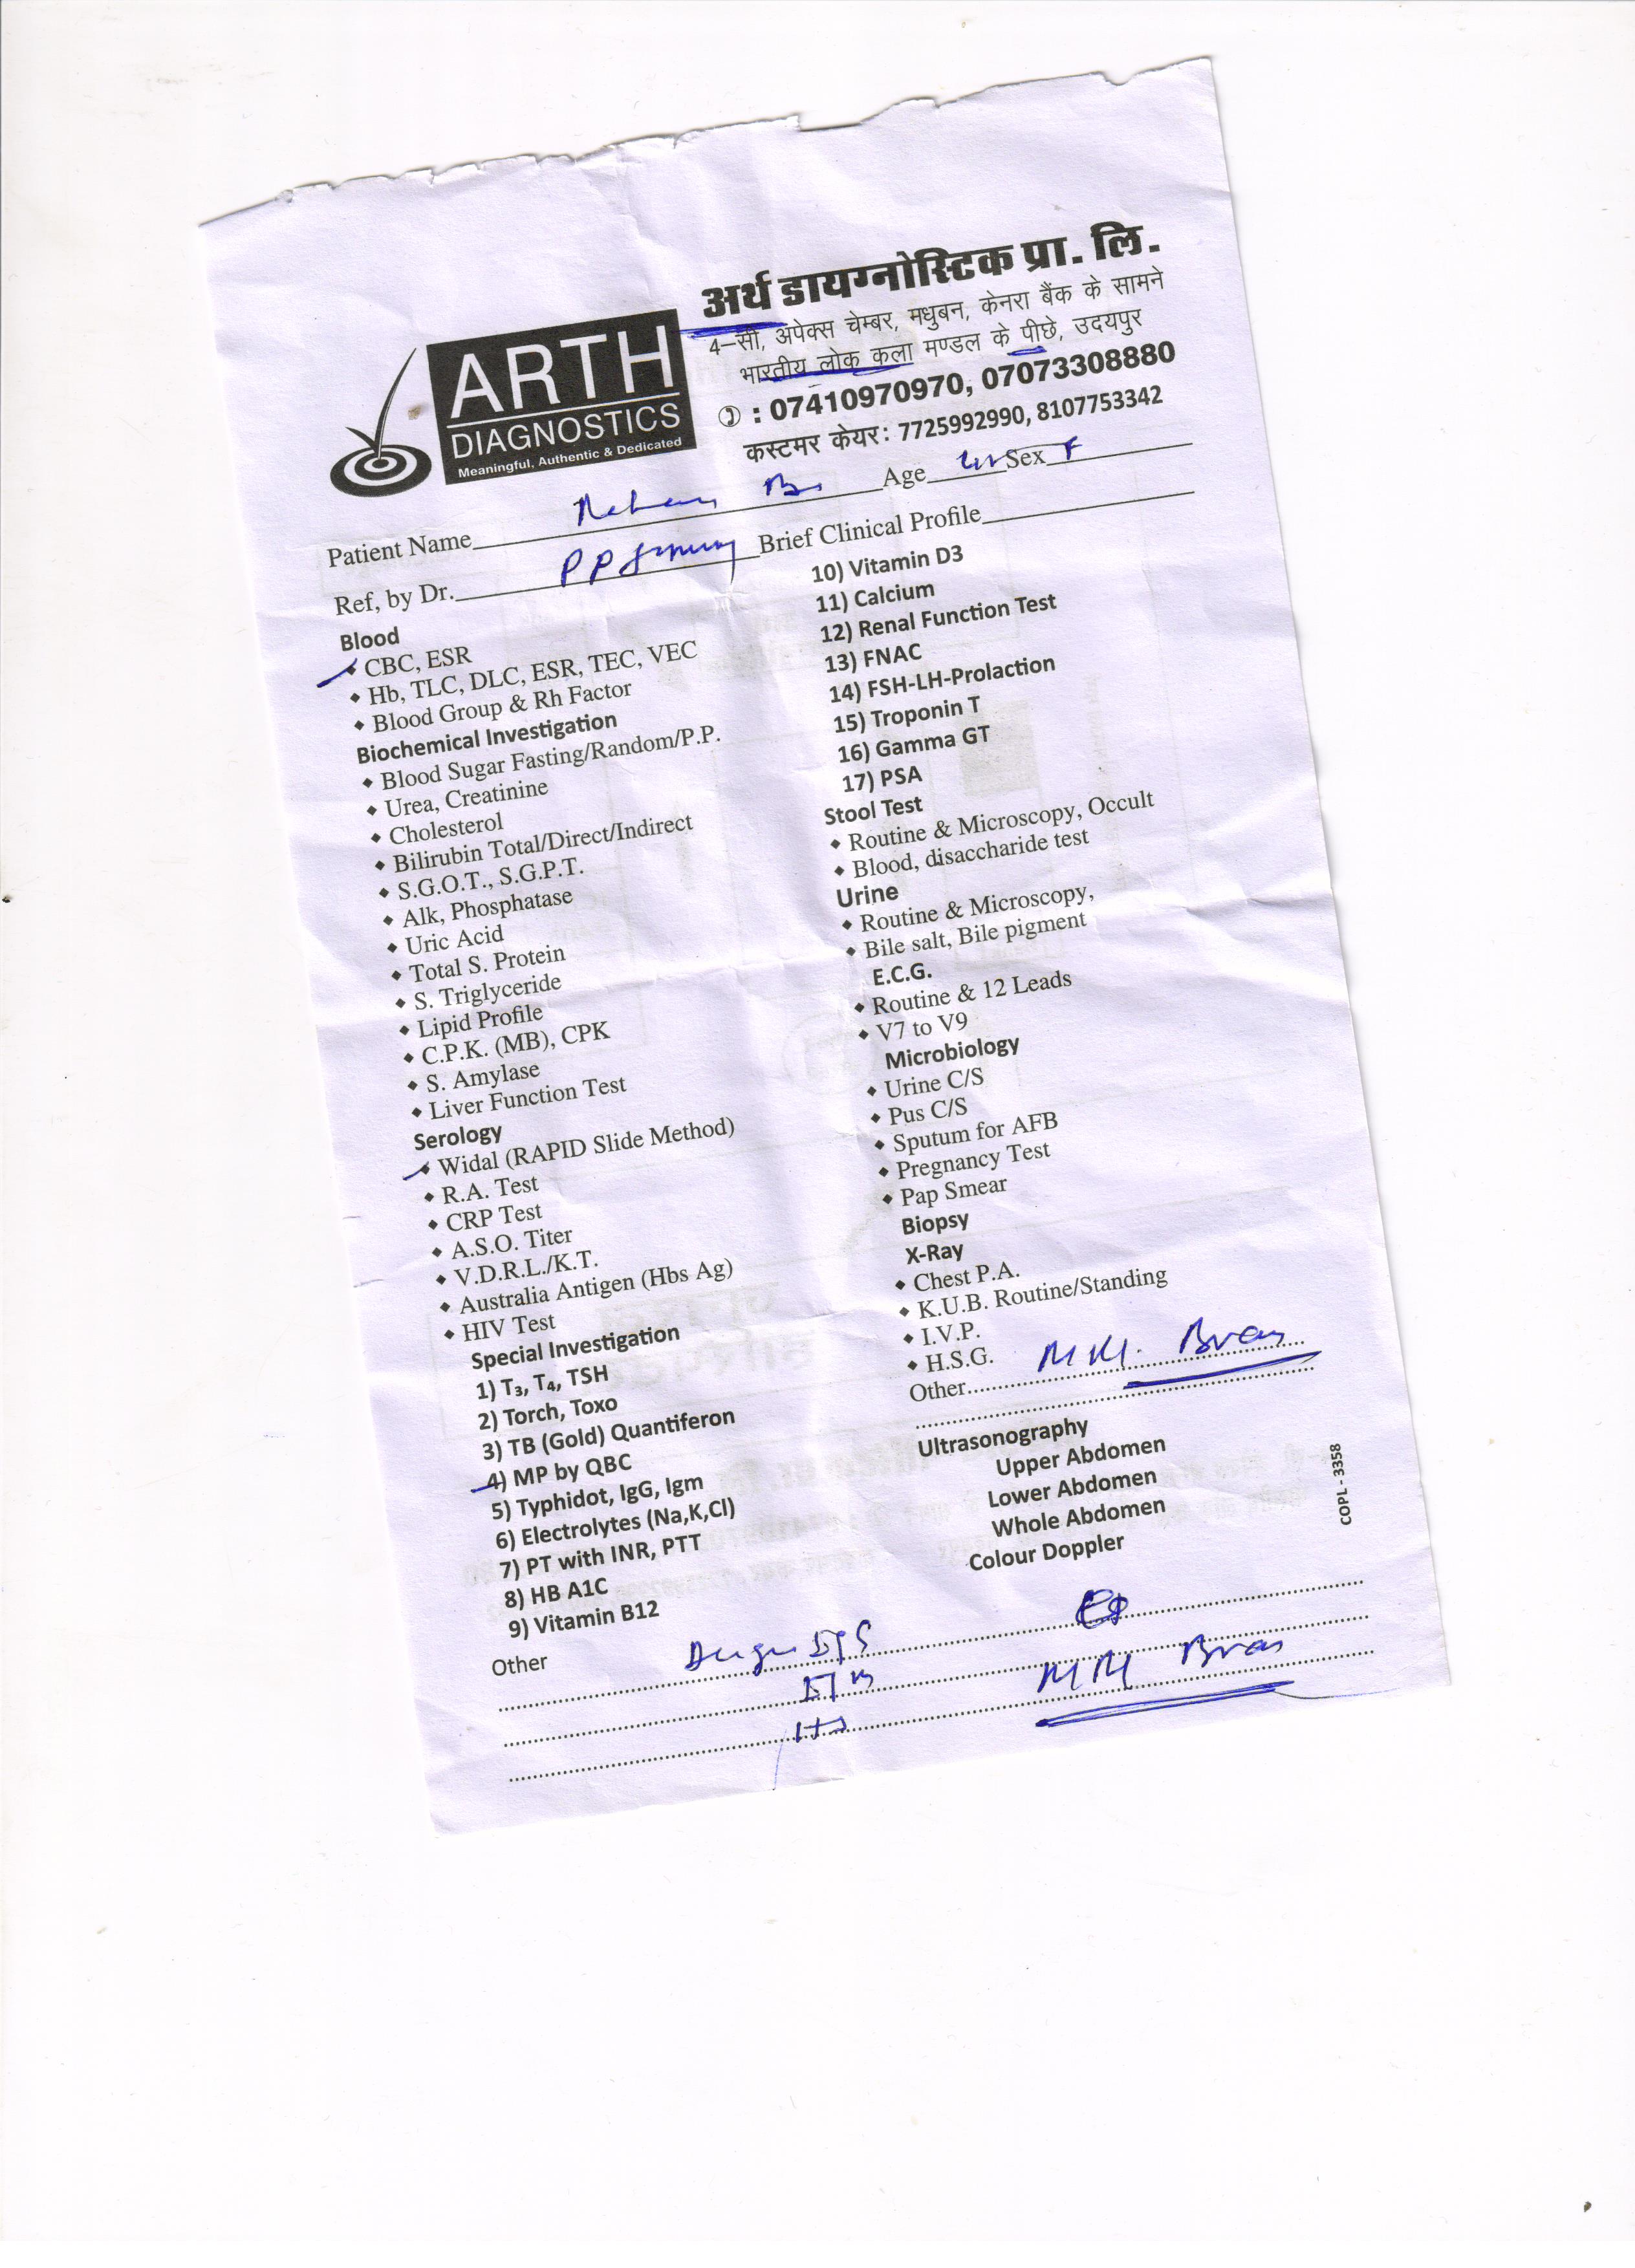 अर्थ डायग्नोस्टिक प्रा. लि.
4-सी, अपेक्स चेम्बर, मधुबन, केनरा बैंक के सामने
भारतीय लोक कला मण्डल के पीछे, उदयपुर
: 07410970970, 07073308880
कस्टमर केयर: 7725992990, 8107753342
ARTH
DIAGNOSTICS
Meaningful, Authentic & Dedicated
Patient Name Age Sex F
Ref, by Dr. P P Brief Clinical Profile
Blood
CBC, ESR
Hb, TLC, DLC, ESR, TEC, VEC
Blood Group & Rh Factor
Biochemical Investigation
Blood Sugar Fasting/Random/P.P.
Urea, Creatinine
Cholesterol
Bilirubin Total/Direct/Indirect
S.G.O.T., S.G.P.T.
Alk, Phosphatase
Uric Acid
Total S. Protein
S. Triglyceride
Lipid Profile
C.P.K. (MB), CPK
S. Amylase
Liver Function Test
Serology
Widal (RAPID Slide Method)
R.A. Test
CRP Test
A.S.O. Titer
V.D.R.L./K.T.
Australia Antigen (Hbs Ag)
HIV Test
Special Investigation
1) T₃, T₄, TSH
2) Torch, Toxo
3) TB (Gold) Quantiferon
4) MP by QBC
5) Typhidot, IgG, Igm
6) Electrolytes (Na,K,Cl)
7) PT with INR, PTT
8) HB A1C
9) Vitamin B12
10) Vitamin D3
11) Calcium
12) Renal Function Test
13) FNAC
14) FSH-LH-Prolaction
15) Troponin T
16) Gamma GT
17) PSA
Stool Test
Routine & Microscopy, Occult
Blood, disaccharide test
Urine
Routine & Microscopy,
Bile salt, Bile pigment
E.C.G.
Routine & 12 Leads
V7 to V9
Microbiology
Urine C/S
Pus C/S
Sputum for AFB
Pregnancy Test
Pap Smear
Biopsy
X-Ray
Chest P.A.
K.U.B. Routine/Standing
I.V.P.
H.S.G.
Other
Ultrasonography
Upper Abdomen
Lower Abdomen
Whole Abdomen
Colour Doppler
COPL - 3358
Other